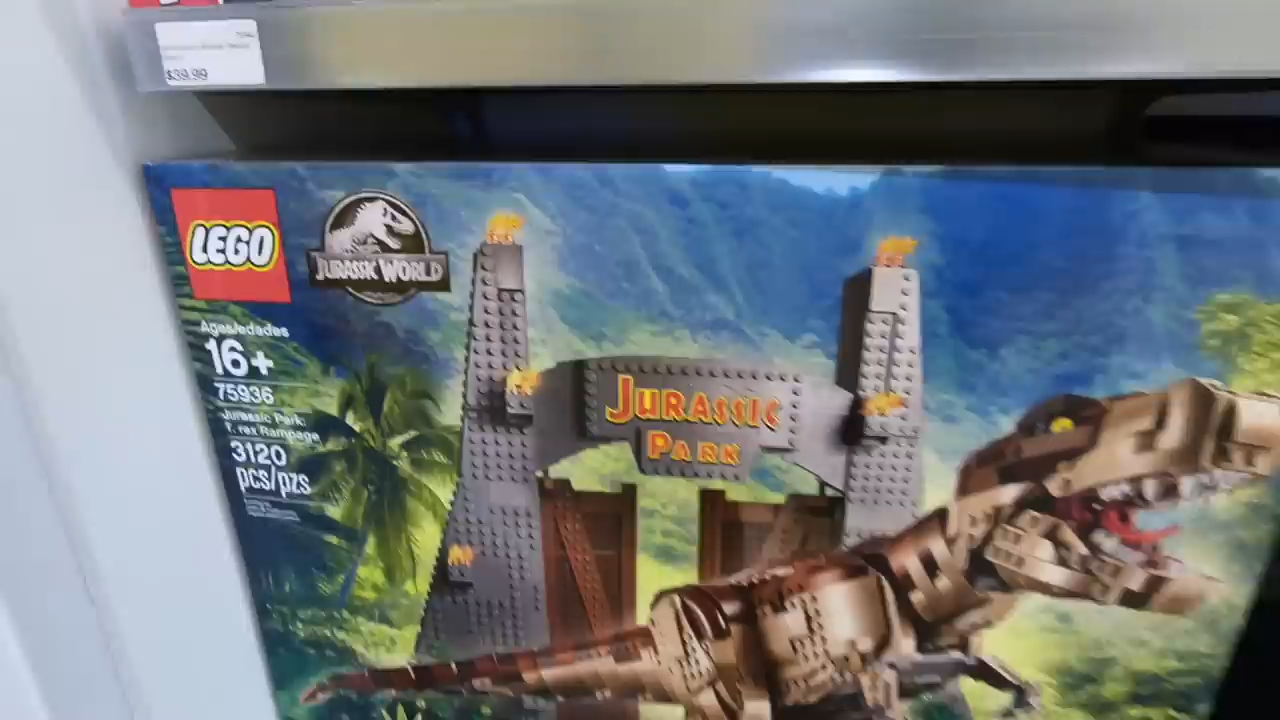 $39.99
LEGO
JURASSIC WORLD
Ages/edades
16+
75936
Jurassic Park:
T. rex Rampage
3120
pcs/pzs
JURASSIC
PARK